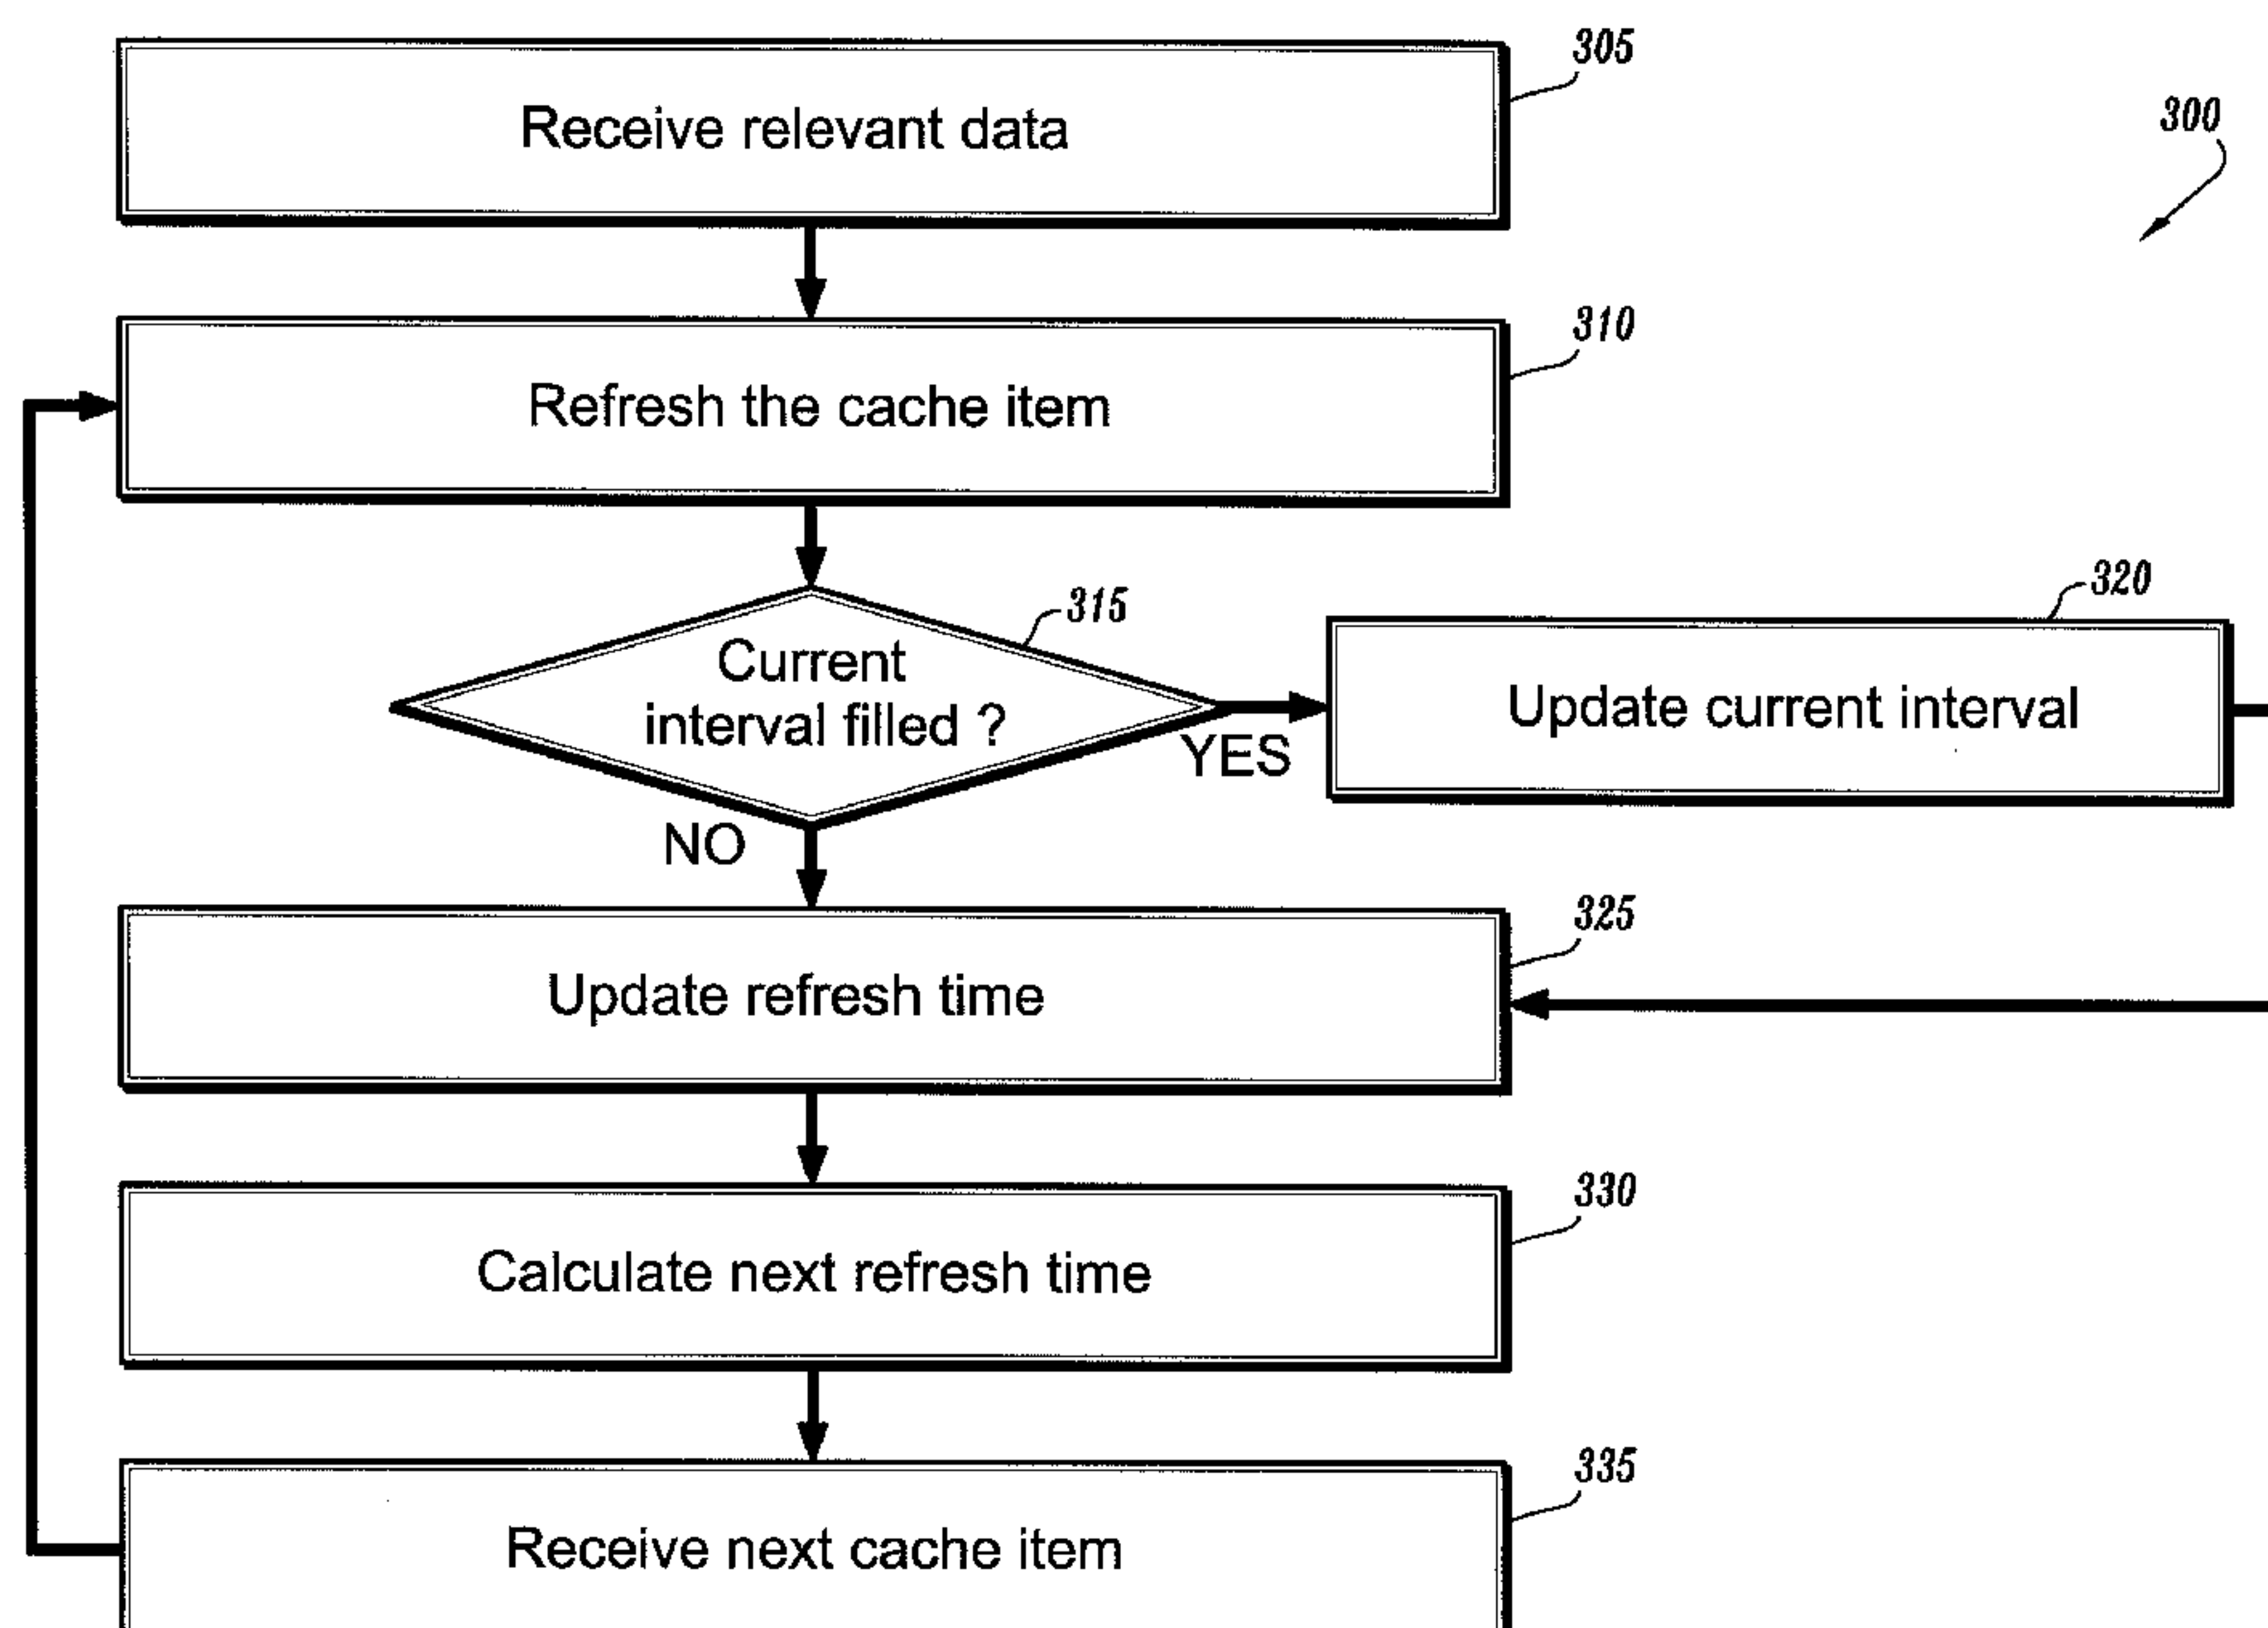 305
Receive relevant data
300
310
Refresh the cache item
315
320
Current
interval filled ?
Update current interval
YES
NO
325
Update refresh time
330
Calculate next refresh time
335
Receive next cache item